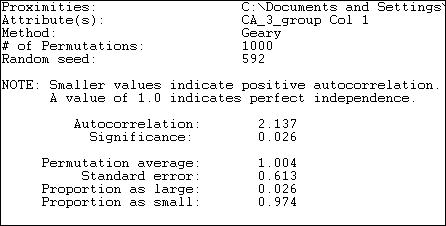 Proximities: C:\Documents and Settings\
Attribute(s): CA_3_group Col 1
Method: Geary
# of Permutations: 1000
Random seed: 592
NOTE: Smaller values indicate positive autocorrelation.
A value of 1.0 indicates perfect independence.
Autocorrelation: 2.137
Significance: 0.026
Permutation average: 1.004
Standard error: 0.613
Proportion as large: 0.026
Proportion as small: 0.974